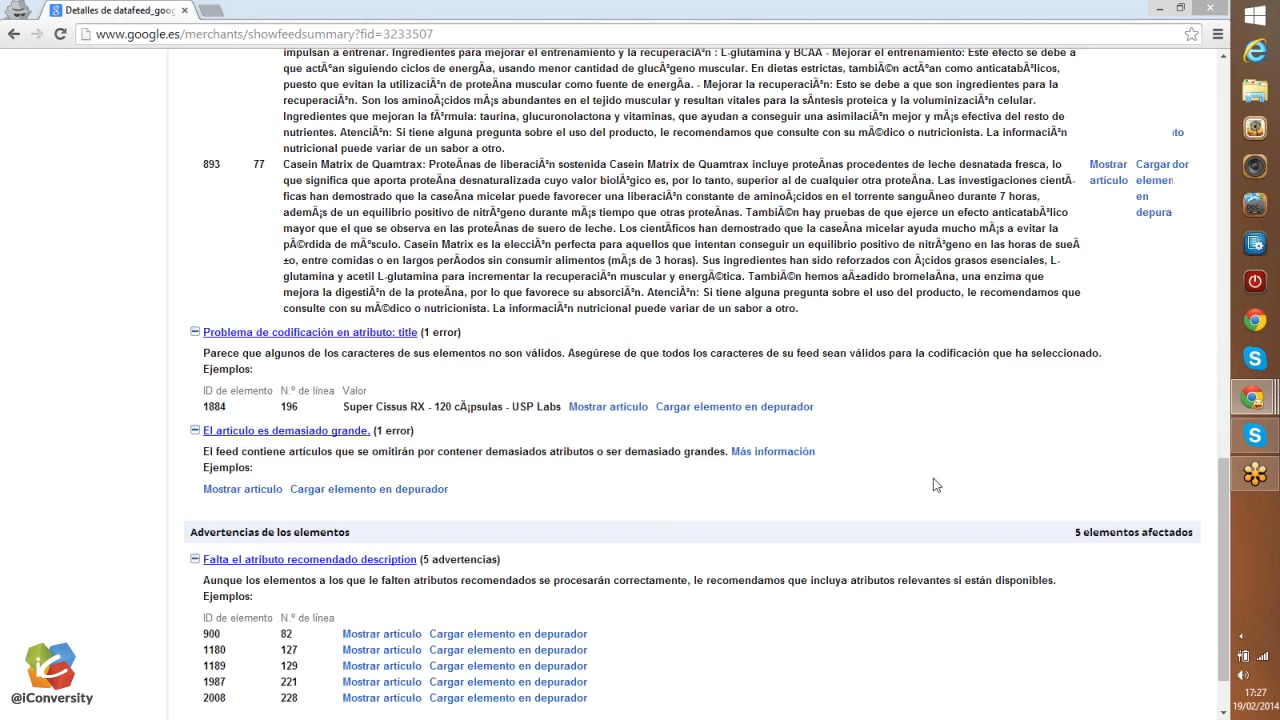 Detalles de datafeed_goog
www.google.es/merchants/showfeedsummary?fid=3233507
impulsan a entrenar. Ingredientes para mejorar el entrenamiento y la recuperaciÃ³n : L-glutamina y BCAA - Mejorar el entrenamiento: Este efecto se debe a
que actÃºan siguiendo ciclos de energÃ­a, usando menor cantidad de glucÃ³geno muscular. En dietas estrictas, tambiÃ©n actÃºan como anticatabÃ³licos,
puesto que evitan la utilizaciÃ³n de proteÃ­na muscular como fuente de energÃ­a. - Mejorar la recuperaciÃ³n: Esto se debe a que son ingredientes para la
recuperaciÃ³n. Son los aminoÃ¡cidos mÃ¡s abundantes en el tejido muscular y resultan vitales para la sÃ­ntesis proteica y la voluminizaciÃ³n celular.
Ingredientes que mejoran la fÃ³rmula: taurina, glucuronolactona y vitaminas, que ayudan a conseguir una asimilaciÃ³n mejor y mÃ¡s efectiva del resto de
nutrientes. AtenciÃ³n: Si tiene alguna pregunta sobre el uso del producto, le recomendamos que consulte con su mÃ©dico o nutricionista. La informaciÃ³n
nutricional puede variar de un sabor a otro.
893 77 Casein Matrix de Quamtrax: ProteÃ­nas de liberaciÃ³n sostenida Casein Matrix de Quamtrax incluye proteÃ­nas procedentes de leche desnatada fresca, lo Mostrar Cargar dor
que significa que aporta proteÃ­na desnaturalizada cuyo valor biolÃ³gico es, por lo tanto, superior al de cualquier otra proteÃ­na. Las investigaciones cientÃ­- artículo elemen
ficas han demostrado que la caseÃ­na micelar puede favorecer una liberaciÃ³n constante de aminoÃ¡cidos en el torrente sanguÃ­neo durante 7 horas, en
ademÃ¡s de un equilibrio positivo de nitrÃ³geno durante mÃ¡s tiempo que otras proteÃ­nas. TambiÃ©n hay pruebas de que ejerce un efecto anticatabÃ³lico depura
mayor que el que se observa en las proteÃ­nas de suero de leche. Los cientÃ­ficos han demostrado que la caseÃ­na micelar ayuda mucho mÃ¡s a evitar la
pÃ©rdida de mÃºsculo. Casein Matrix es la elecciÃ³n perfecta para aquellos que intentan conseguir un equilibrio positivo de nitrÃ³geno en las horas de sueÃ
±o, entre comidas o en largos perÃ­odos sin consumir alimentos (mÃ¡s de 3 horas). Sus ingredientes han sido reforzados con Ã¡cidos grasos esenciales, L-
glutamina y acetil L-glutamina para incrementar la recuperaciÃ³n muscular y energÃ©tica. TambiÃ©n hemos aÃ±adido bromelaÃ­na, una enzima que
mejora la digestiÃ³n de la proteÃ­na, por lo que favorece su absorciÃ³n. AtenciÃ³n: Si tiene alguna pregunta sobre el uso del producto, le recomendamos que
consulte con su mÃ©dico o nutricionista. La informaciÃ³n nutricional puede variar de un sabor a otro.
Problema de codificación en atributo: title (1 error)
Parece que algunos de los caracteres de sus elementos no son válidos. Asegúrese de que todos los caracteres de su feed sean válidos para la codificación que ha seleccionado.
Ejemplos:
ID de elemento N.º de línea Valor
1884 196 Super Cissus RX - 120 cÃ¡psulas - USP Labs Mostrar artículo Cargar elemento en depurador
El artículo es demasiado grande. (1 error)
El feed contiene artículos que se omitirán por contener demasiados atributos o ser demasiado grandes. Más información
Ejemplos:
Mostrar artículo Cargar elemento en depurador
Advertencias de los elementos 5 elementos afectados
Falta el atributo recomendado description (5 advertencias)
Aunque los elementos a los que le falten atributos recomendados se procesarán correctamente, le recomendamos que incluya atributos relevantes si están disponibles.
Ejemplos:
ID de elemento N.º de línea
900 82 Mostrar artículo Cargar elemento en depurador
1180 127 Mostrar artículo Cargar elemento en depurador
1189 129 Mostrar artículo Cargar elemento en depurador
1987 221 Mostrar artículo Cargar elemento en depurador
2008 228 Mostrar artículo Cargar elemento en depurador
@iConversity
17:27
19/02/2014